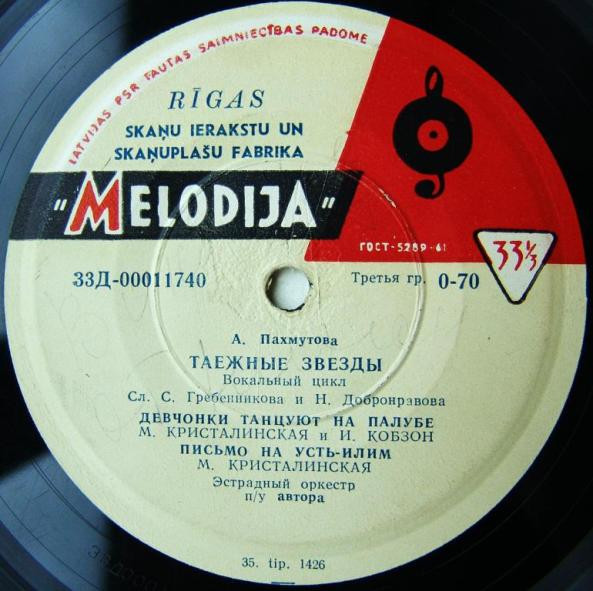 LATVIJAS PSR TAUTAS SAIMNIECĪBAS PADOME
RĪGAS
SKAŅU IERAKSTU UN
SKAŅUPLAŠU FABRIKA
"MELODIJA"
ГОСТ-5289-61
33⅓
33Д-00011740 Третья гр. 0-70
А. Пахмутова
ТАЕЖНЫЕ ЗВЕЗДЫ
Вокальный цикл
Сл. С. Гребенникова и Н. Добронравова
ДЕВЧОНКИ ТАНЦУЮТ НА ПАЛУБЕ
М. КРИСТАЛИНСКАЯ и И. КОБЗОН
ПИСЬМО НА УСТЬ-ИЛИМ
М. КРИСТАЛИНСКАЯ
Эстрадный оркестр
п/у автора
35. tip. 1426